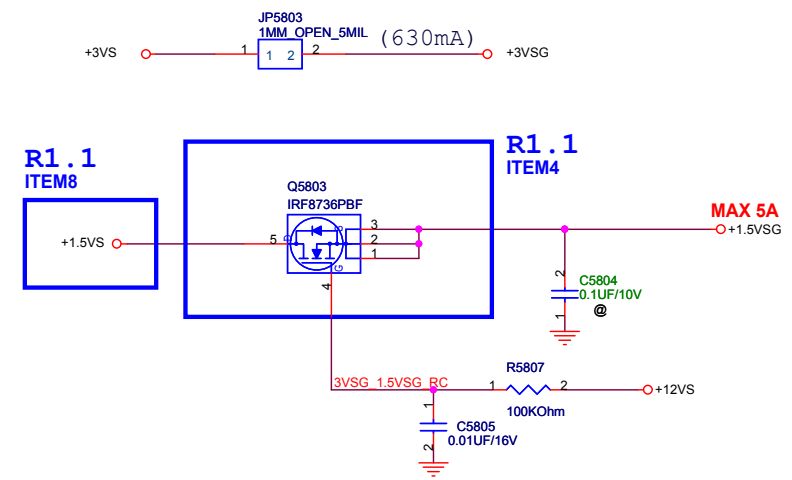 JP5803
1MM_OPEN_5MIL (630mA)
+3VS 1 1 2 2 +3VSG
R1.1
ITEM8
R1.1
ITEM4
Q5803
IRF8736PBF
MAX 5A
+1.5VS 5 D S 3 +1.5VSG
2
1
G
4
2
C5804
0.1UF/10V
1 @
R5807
3VSG_1.5VSG_RC 1 2 +12VS
100KOhm
1
C5805
0.01UF/16V
2